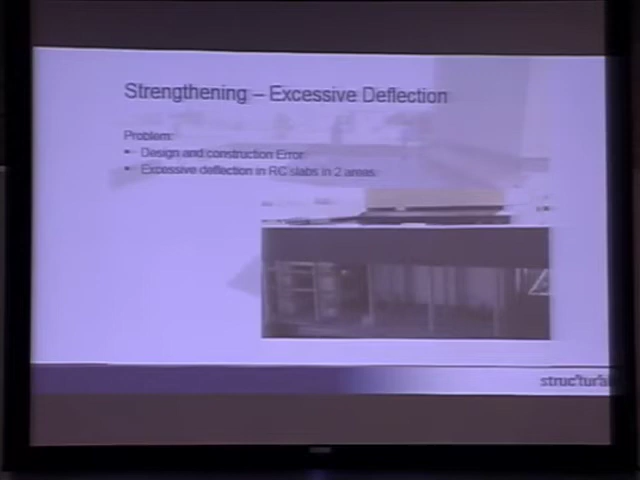 Strengthening – Excessive Deflection
Problem:
• Design and construction Error
• Excessive deflection in RC slabs in 2 areas
structural